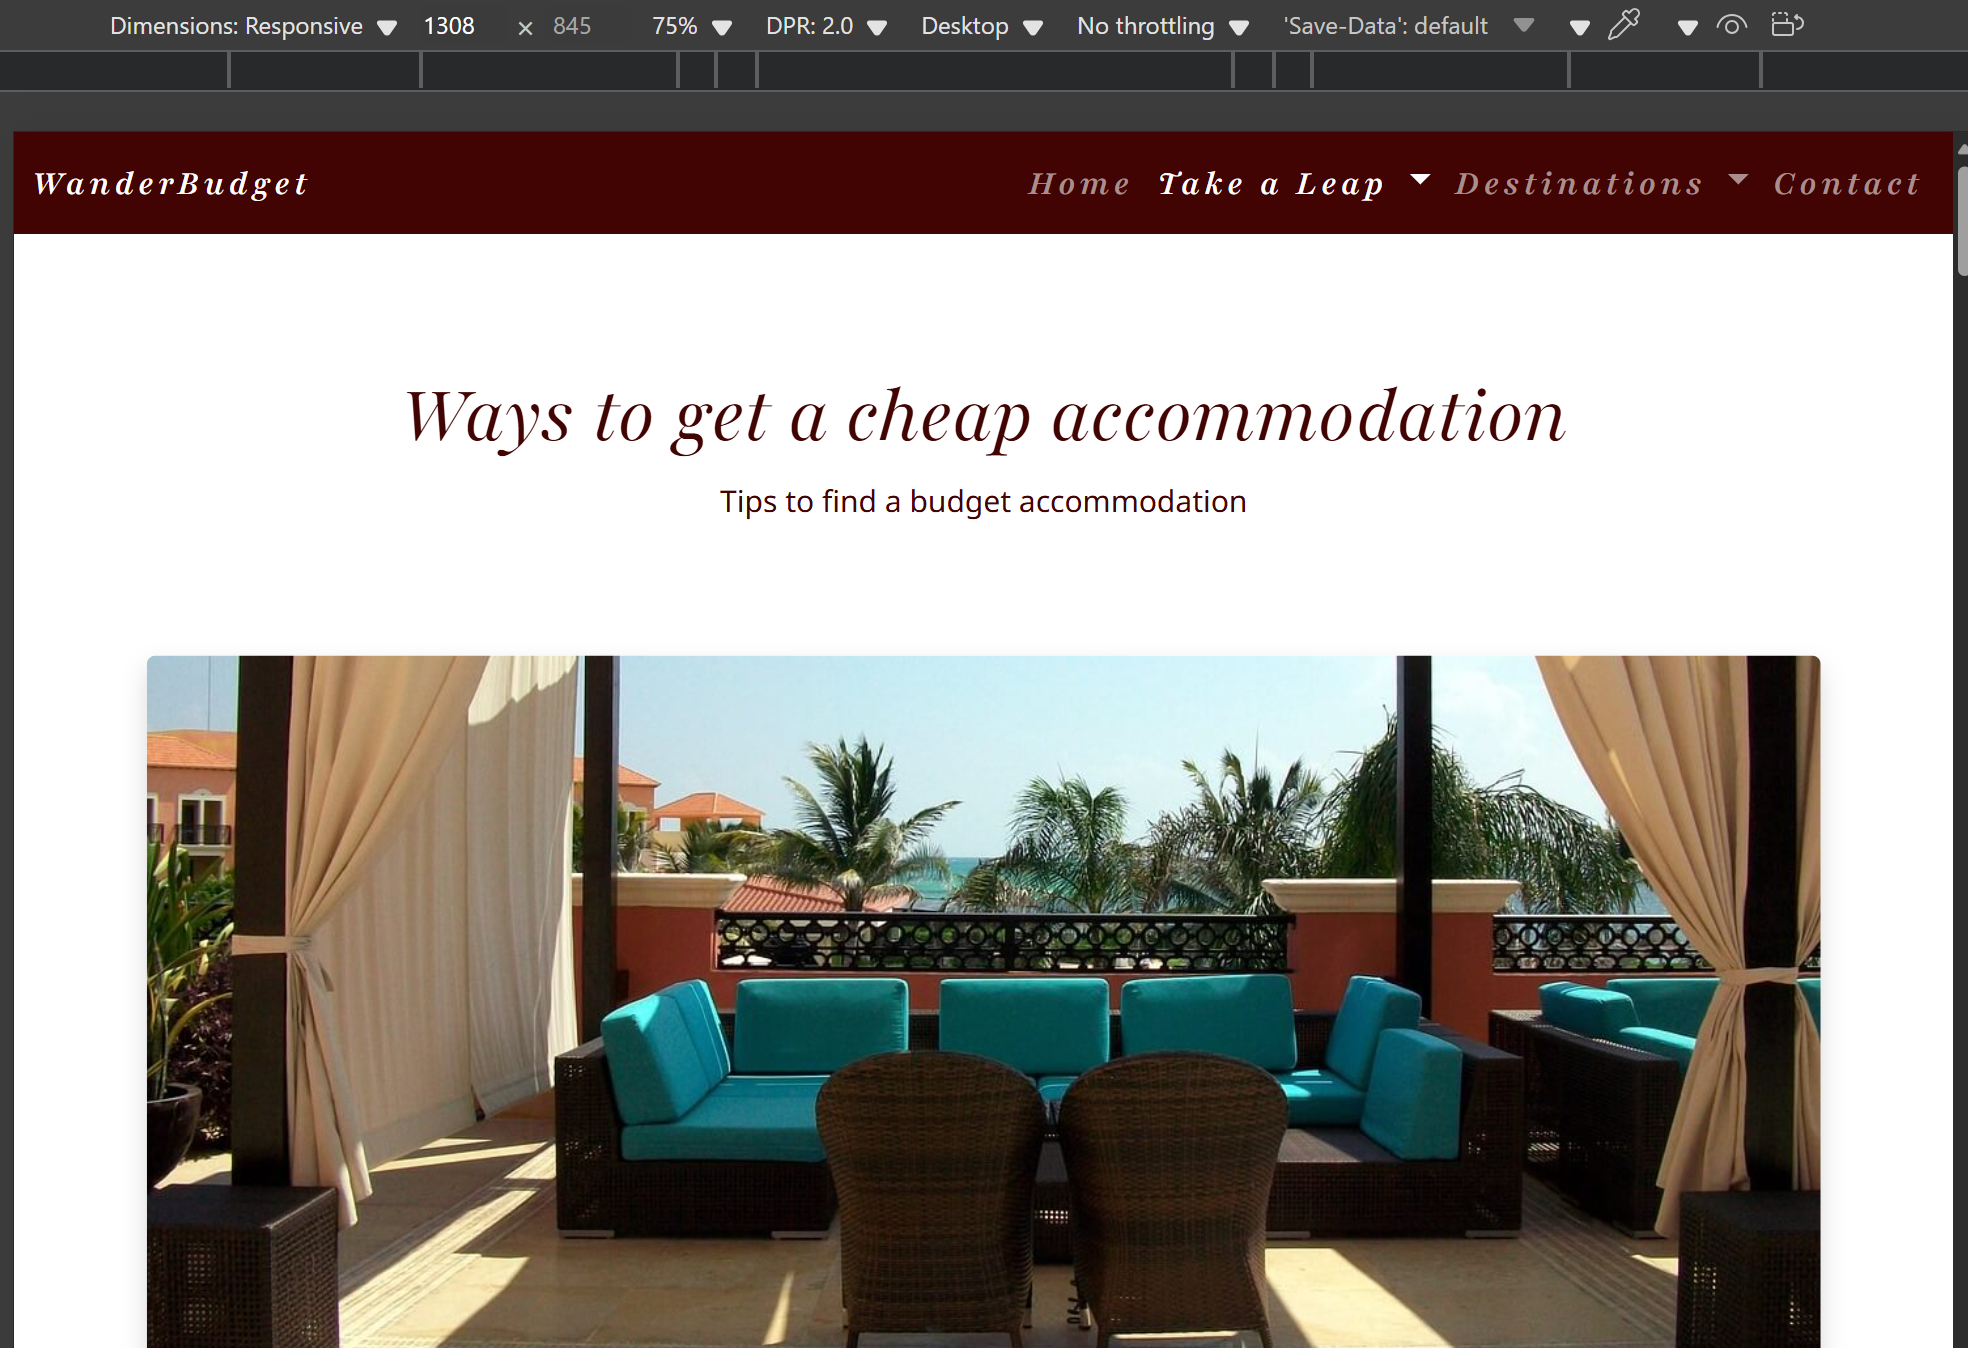 Dimensions: Responsive 1308 × 845 75% DPR: 2.0 Desktop No throttling 'Save-Data': default
WanderBudget Home Take a Leap Destinations Contact
Ways to get a cheap accommodation
Tips to find a budget accommodation